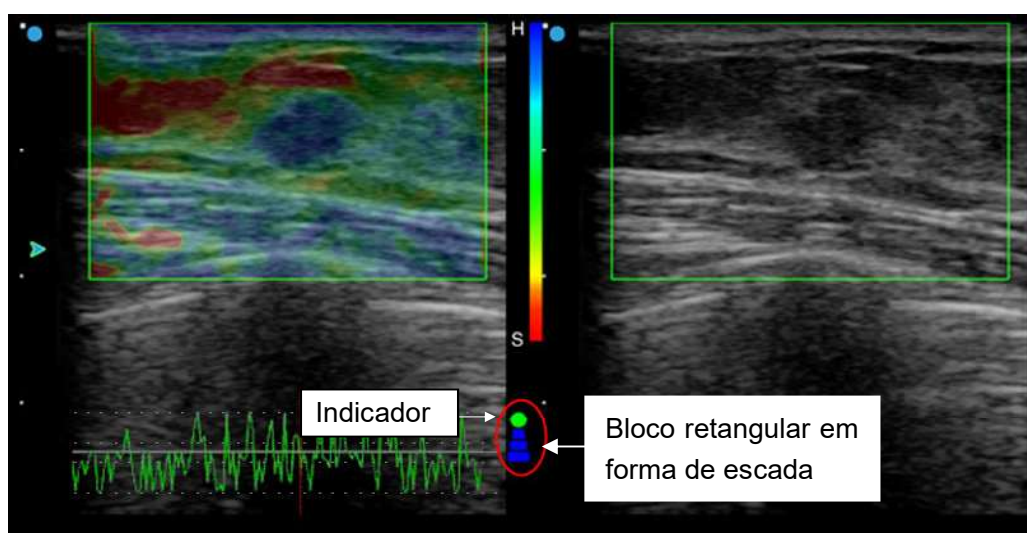 H
S
Indicador
Bloco retangular em
forma de escada